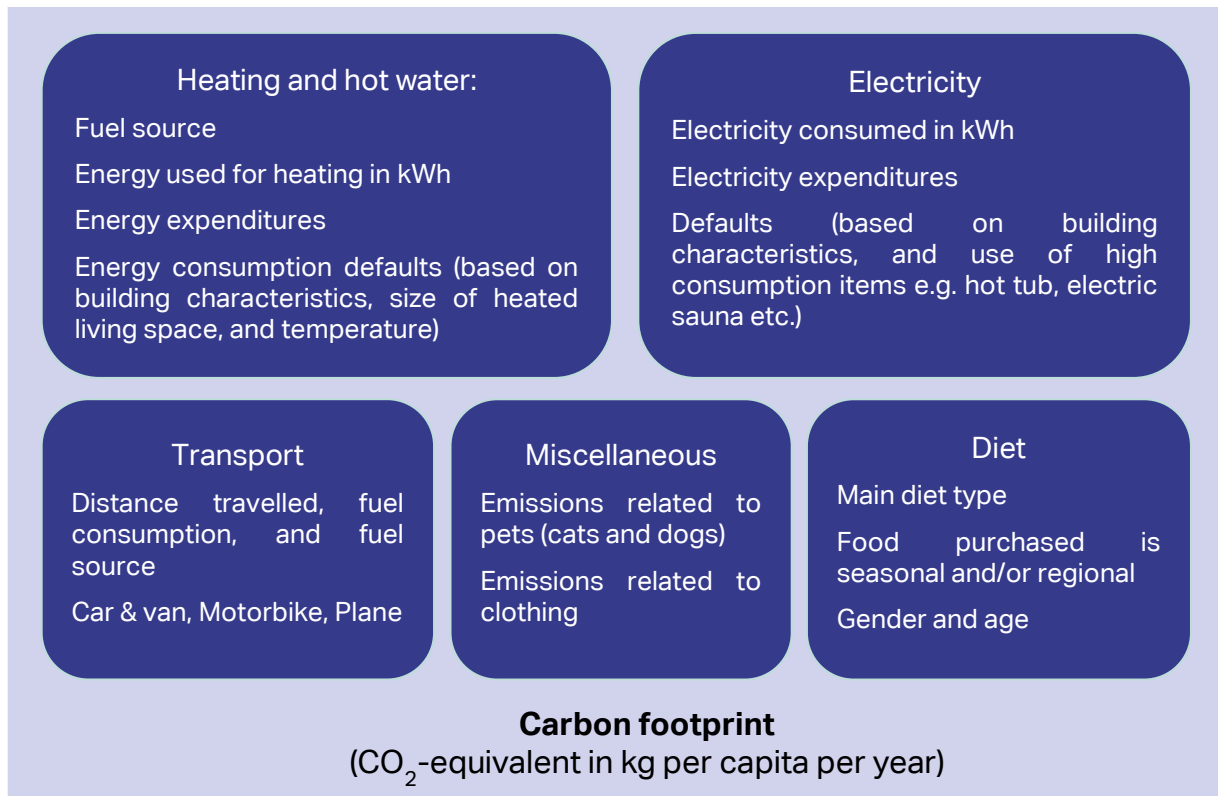 Heating and hot water:
Fuel source
Energy used for heating in kWh
Energy expenditures
Energy consumption defaults (based on
building characteristics, size of heated
living space, and temperature)
Electricity
Electricity consumed in kWh
Electricity expenditures
Defaults (based on building
characteristics, and use of high
consumption items e.g. hot tub, electric
sauna etc.)
Transport
Distance travelled, fuel
consumption, and fuel
source
Car & van, Motorbike, Plane
Miscellaneous
Emissions related to
pets (cats and dogs)
Emissions related to
clothing
Diet
Main diet type
Food purchased is
seasonal and/or regional
Gender and age
Carbon footprint
(CO₂-equivalent in kg per capita per year)